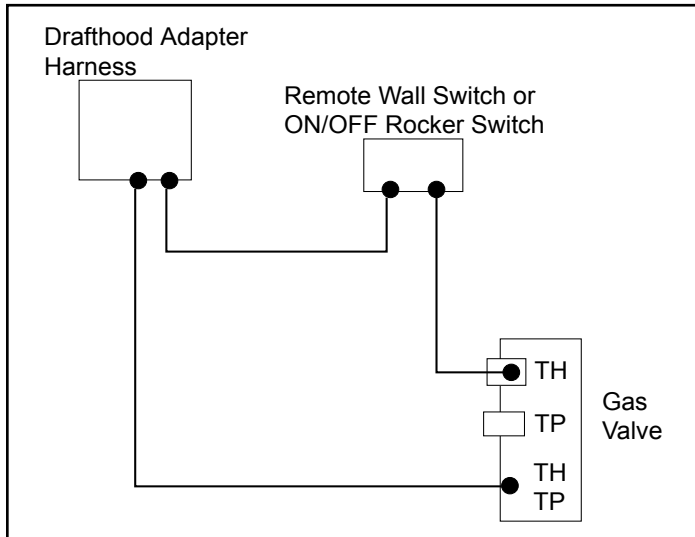 Drafthood Adapter
Harness
Remote Wall Switch or
ON/OFF Rocker Switch
TH
TP
TH
TP
Gas
Valve